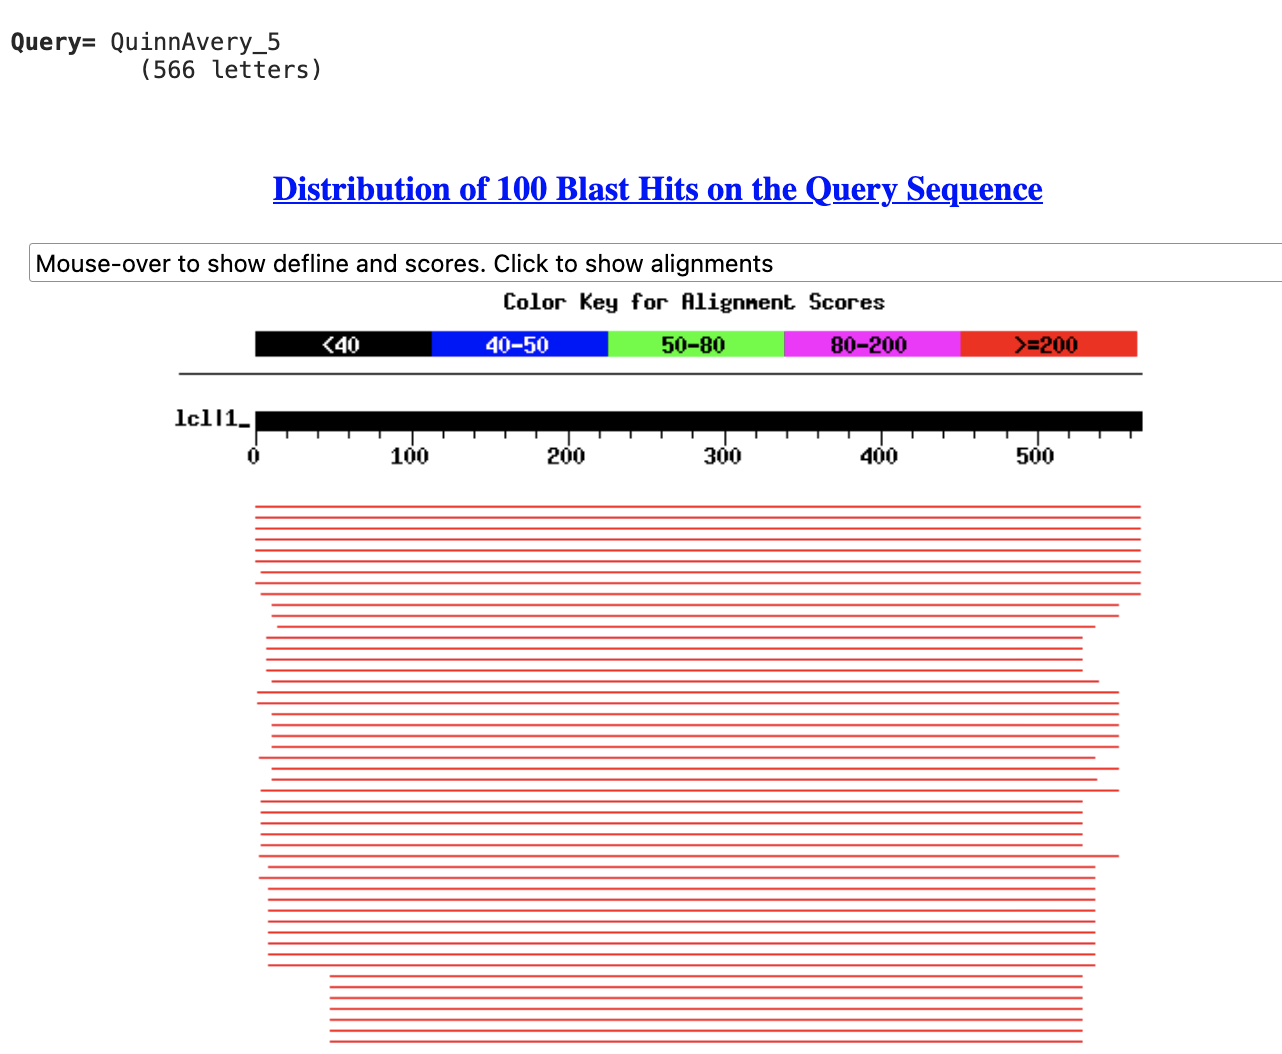 Query= QuinnAvery_5
(566 letters)
Distribution of 100 Blast Hits on the Query Sequence
Mouse-over to show defline and scores. Click to show alignments
Color Key for Alignment Scores
<40 40-50 50-80 80-200 >=200
lcl|1_
0 100 200 300 400 500